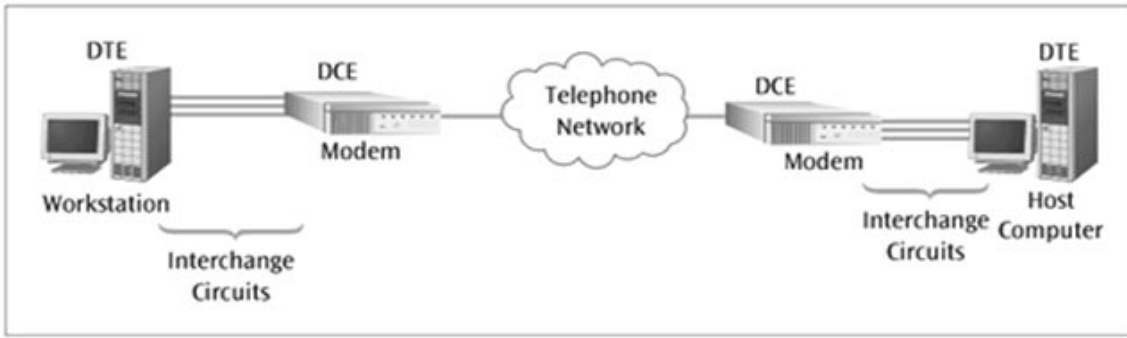 DTE
DCE
Telephone
Network
DCE
DTE
Modem
Modem
Workstation
Host
Computer
Interchange
Circuits
Interchange
Circuits